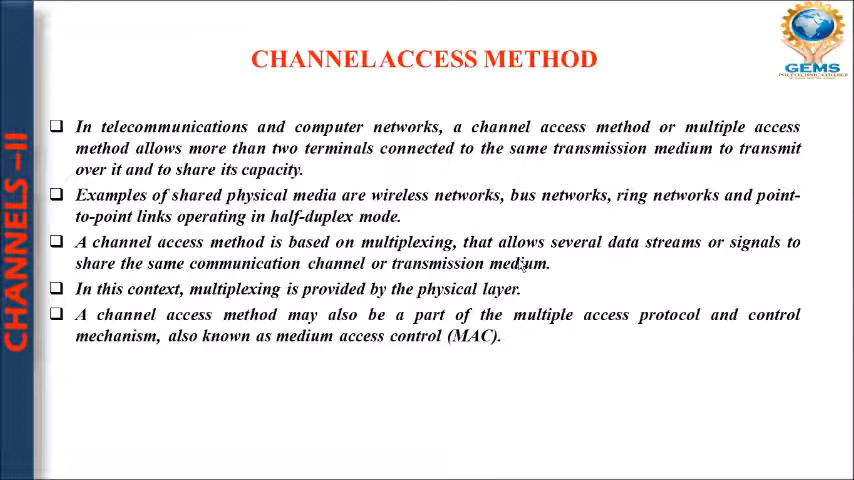 CHANNEL ACCESS METHOD
GEMS
CHANNELS -II
❑ In telecommunications and computer networks, a channel access method or multiple access
method allows more than two terminals connected to the same transmission medium to transmit
over it and to share its capacity.
❑ Examples of shared physical media are wireless networks, bus networks, ring networks and point-
to-point links operating in half-duplex mode.
❑ A channel access method is based on multiplexing, that allows several data streams or signals to
share the same communication channel or transmission medium.
❑ In this context, multiplexing is provided by the physical layer.
❑ A channel access method may also be a part of the multiple access protocol and control
mechanism, also known as medium access control (MAC).